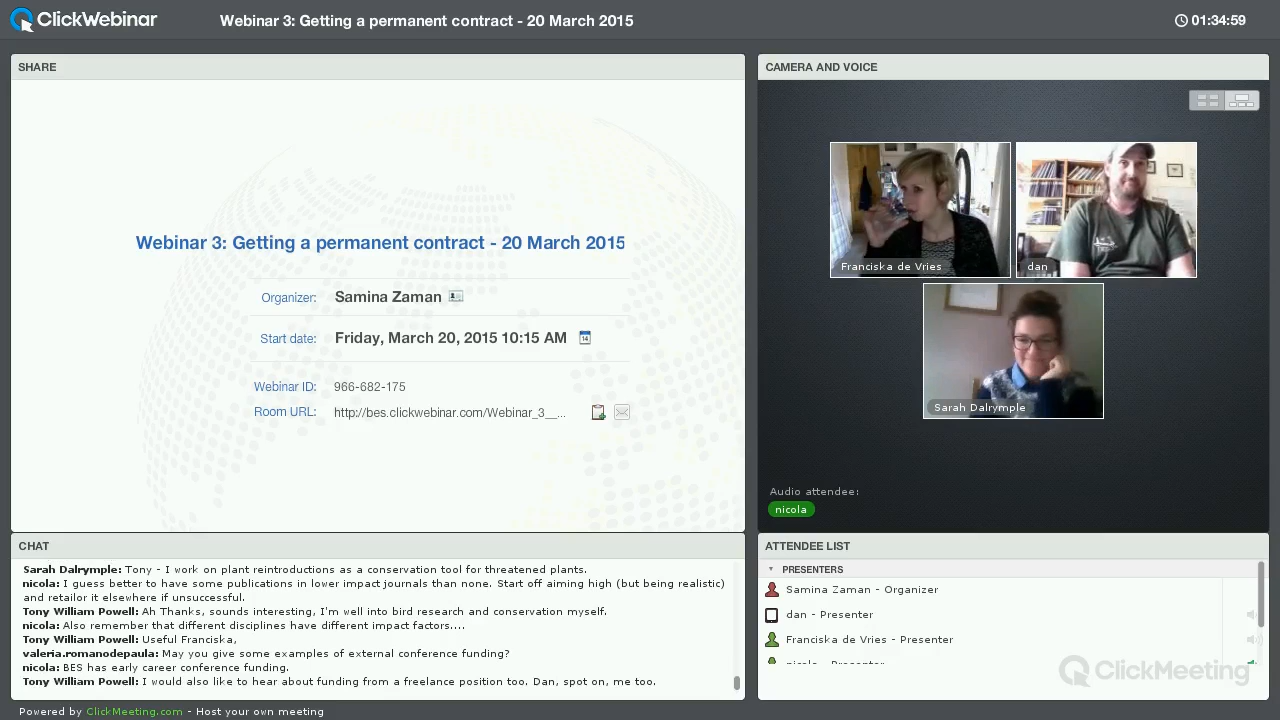 ClickWebinar
Webinar 3: Getting a permanent contract - 20 March 2015
01:34:59
SHARE
Webinar 3: Getting a permanent contract - 20 March 2015
Organizer: Samina Zaman
Start date: Friday, March 20, 2015 10:15 AM
14
Webinar ID: 966-682-175
Room URL: http://bes.clickwebinar.com/Webinar_3__...
CAMERA AND VOICE
Franciska de Vries
dan
Sarah Dalrymple
Audio attendee:
nicola
CHAT
Sarah Dalrymple: Tony - I work on plant reintroductions as a conservation tool for threatened plants.
nicola: I guess better to have some publications in lower impact journals than none. Start off aiming high (but being realistic)
and retailor it elsewhere if unsuccessful.
Tony William Powell: Ah Thanks, sounds interesting, I'm well into bird research and conservation myself.
nicola: Also remember that different disciplines have different impact factors....
Tony William Powell: Useful Franciska,
valeria.romanodepaula: May you give some examples of external conference funding?
nicola: BES has early career conference funding.
Tony William Powell: I would also like to hear about funding from a freelance position too. Dan, spot on, me too.
ATTENDEE LIST
PRESENTERS
Samina Zaman - Organizer
dan - Presenter
Franciska de Vries - Presenter
nicola - Presenter
ClickMeeting
Powered by ClickMeeting.com - Host your own meeting